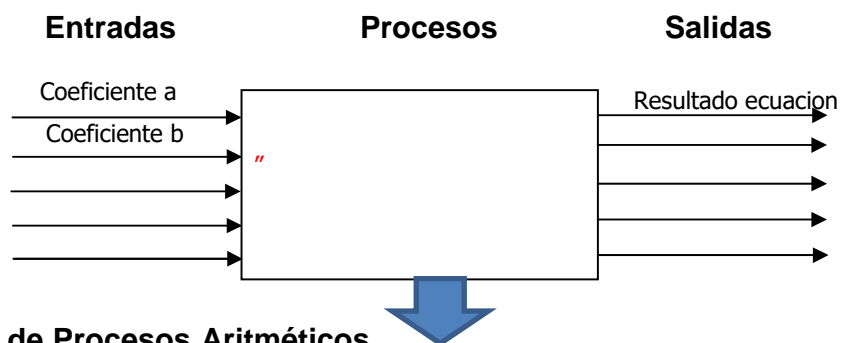 Entradas Procesos Salidas
Coeficiente a
Resultado ecuacion
Coeficiente b
"
de Procesos Aritméticos